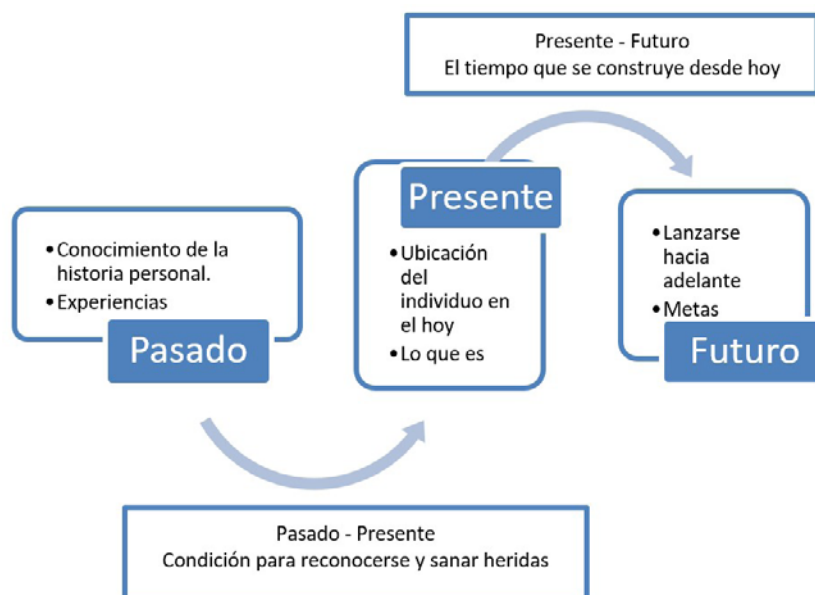 Presente - Futuro
El tiempo que se construye desde hoy
• Conocimiento de la
historia personal.
• Experiencias
Pasado
Presente
• Ubicación
del
individuo en
el hoy
• Lo que es
• Lanzarse
hacia
adelante
• Metas
Futuro
Pasado - Presente
Condición para reconocerse y sanar heridas